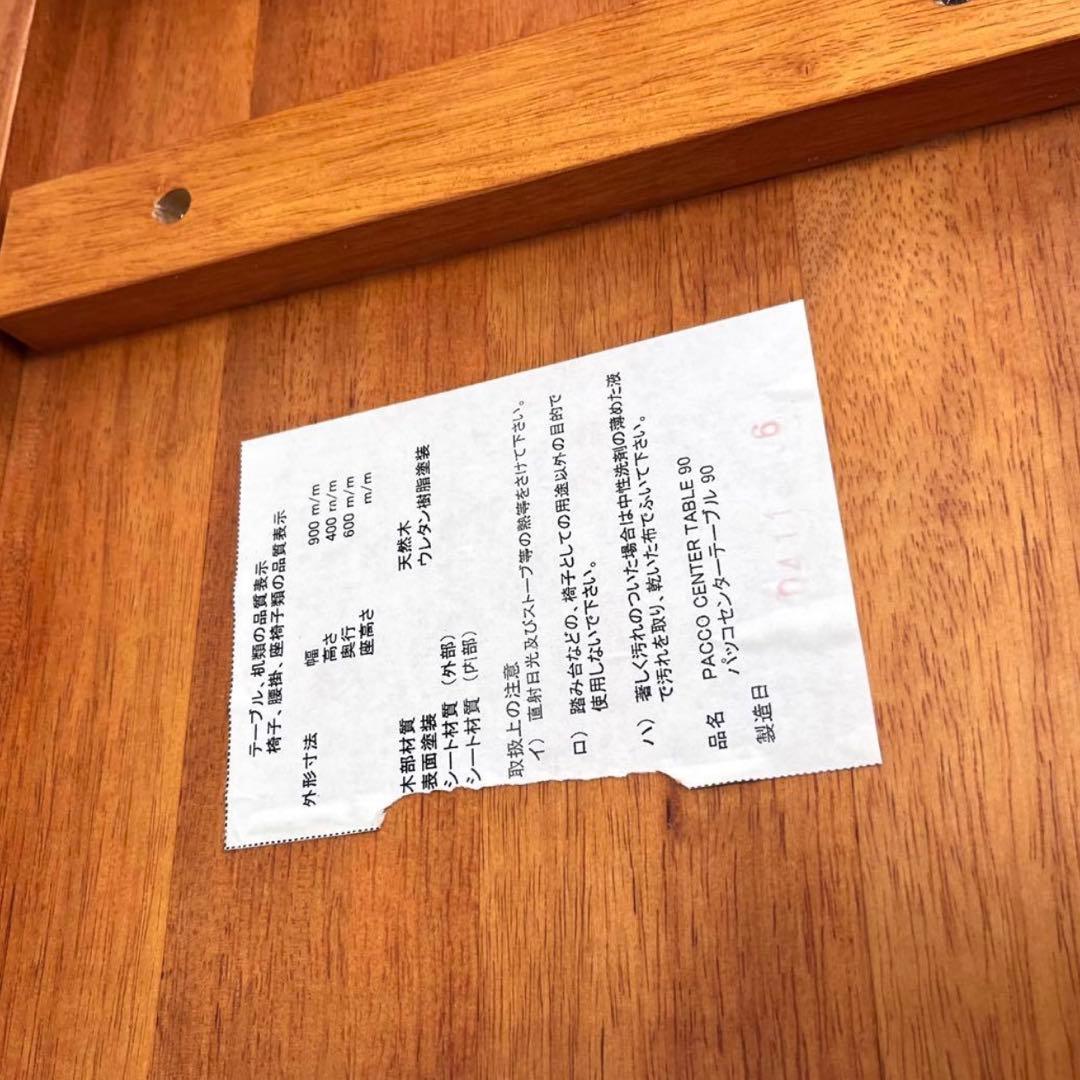 テーブル、机類の品質表示
椅子、腰掛、座椅子類の品質表示
外形寸法 幅 900 m/m
高さ 400 m/m
奥行 600 m/m
座高さ m/m
木部材質 天然木
表面塗装 ウレタン樹脂塗装
シート材質（外部）
シート材質（内部）
取扱上の注意
イ） 直射日光及びストーブ等の熱等をさけて下さい。
ロ） 踏み台などの、椅子としての用途以外の目的で
使用しないで下さい。
ハ） 著しく汚れのついた場合は中性洗剤の薄めた液
で汚れを取り、乾いた布でふいて下さい。
品名 PACCO CENTER TABLE 90
パッコセンターテーブル 90
製造日 04 11 6